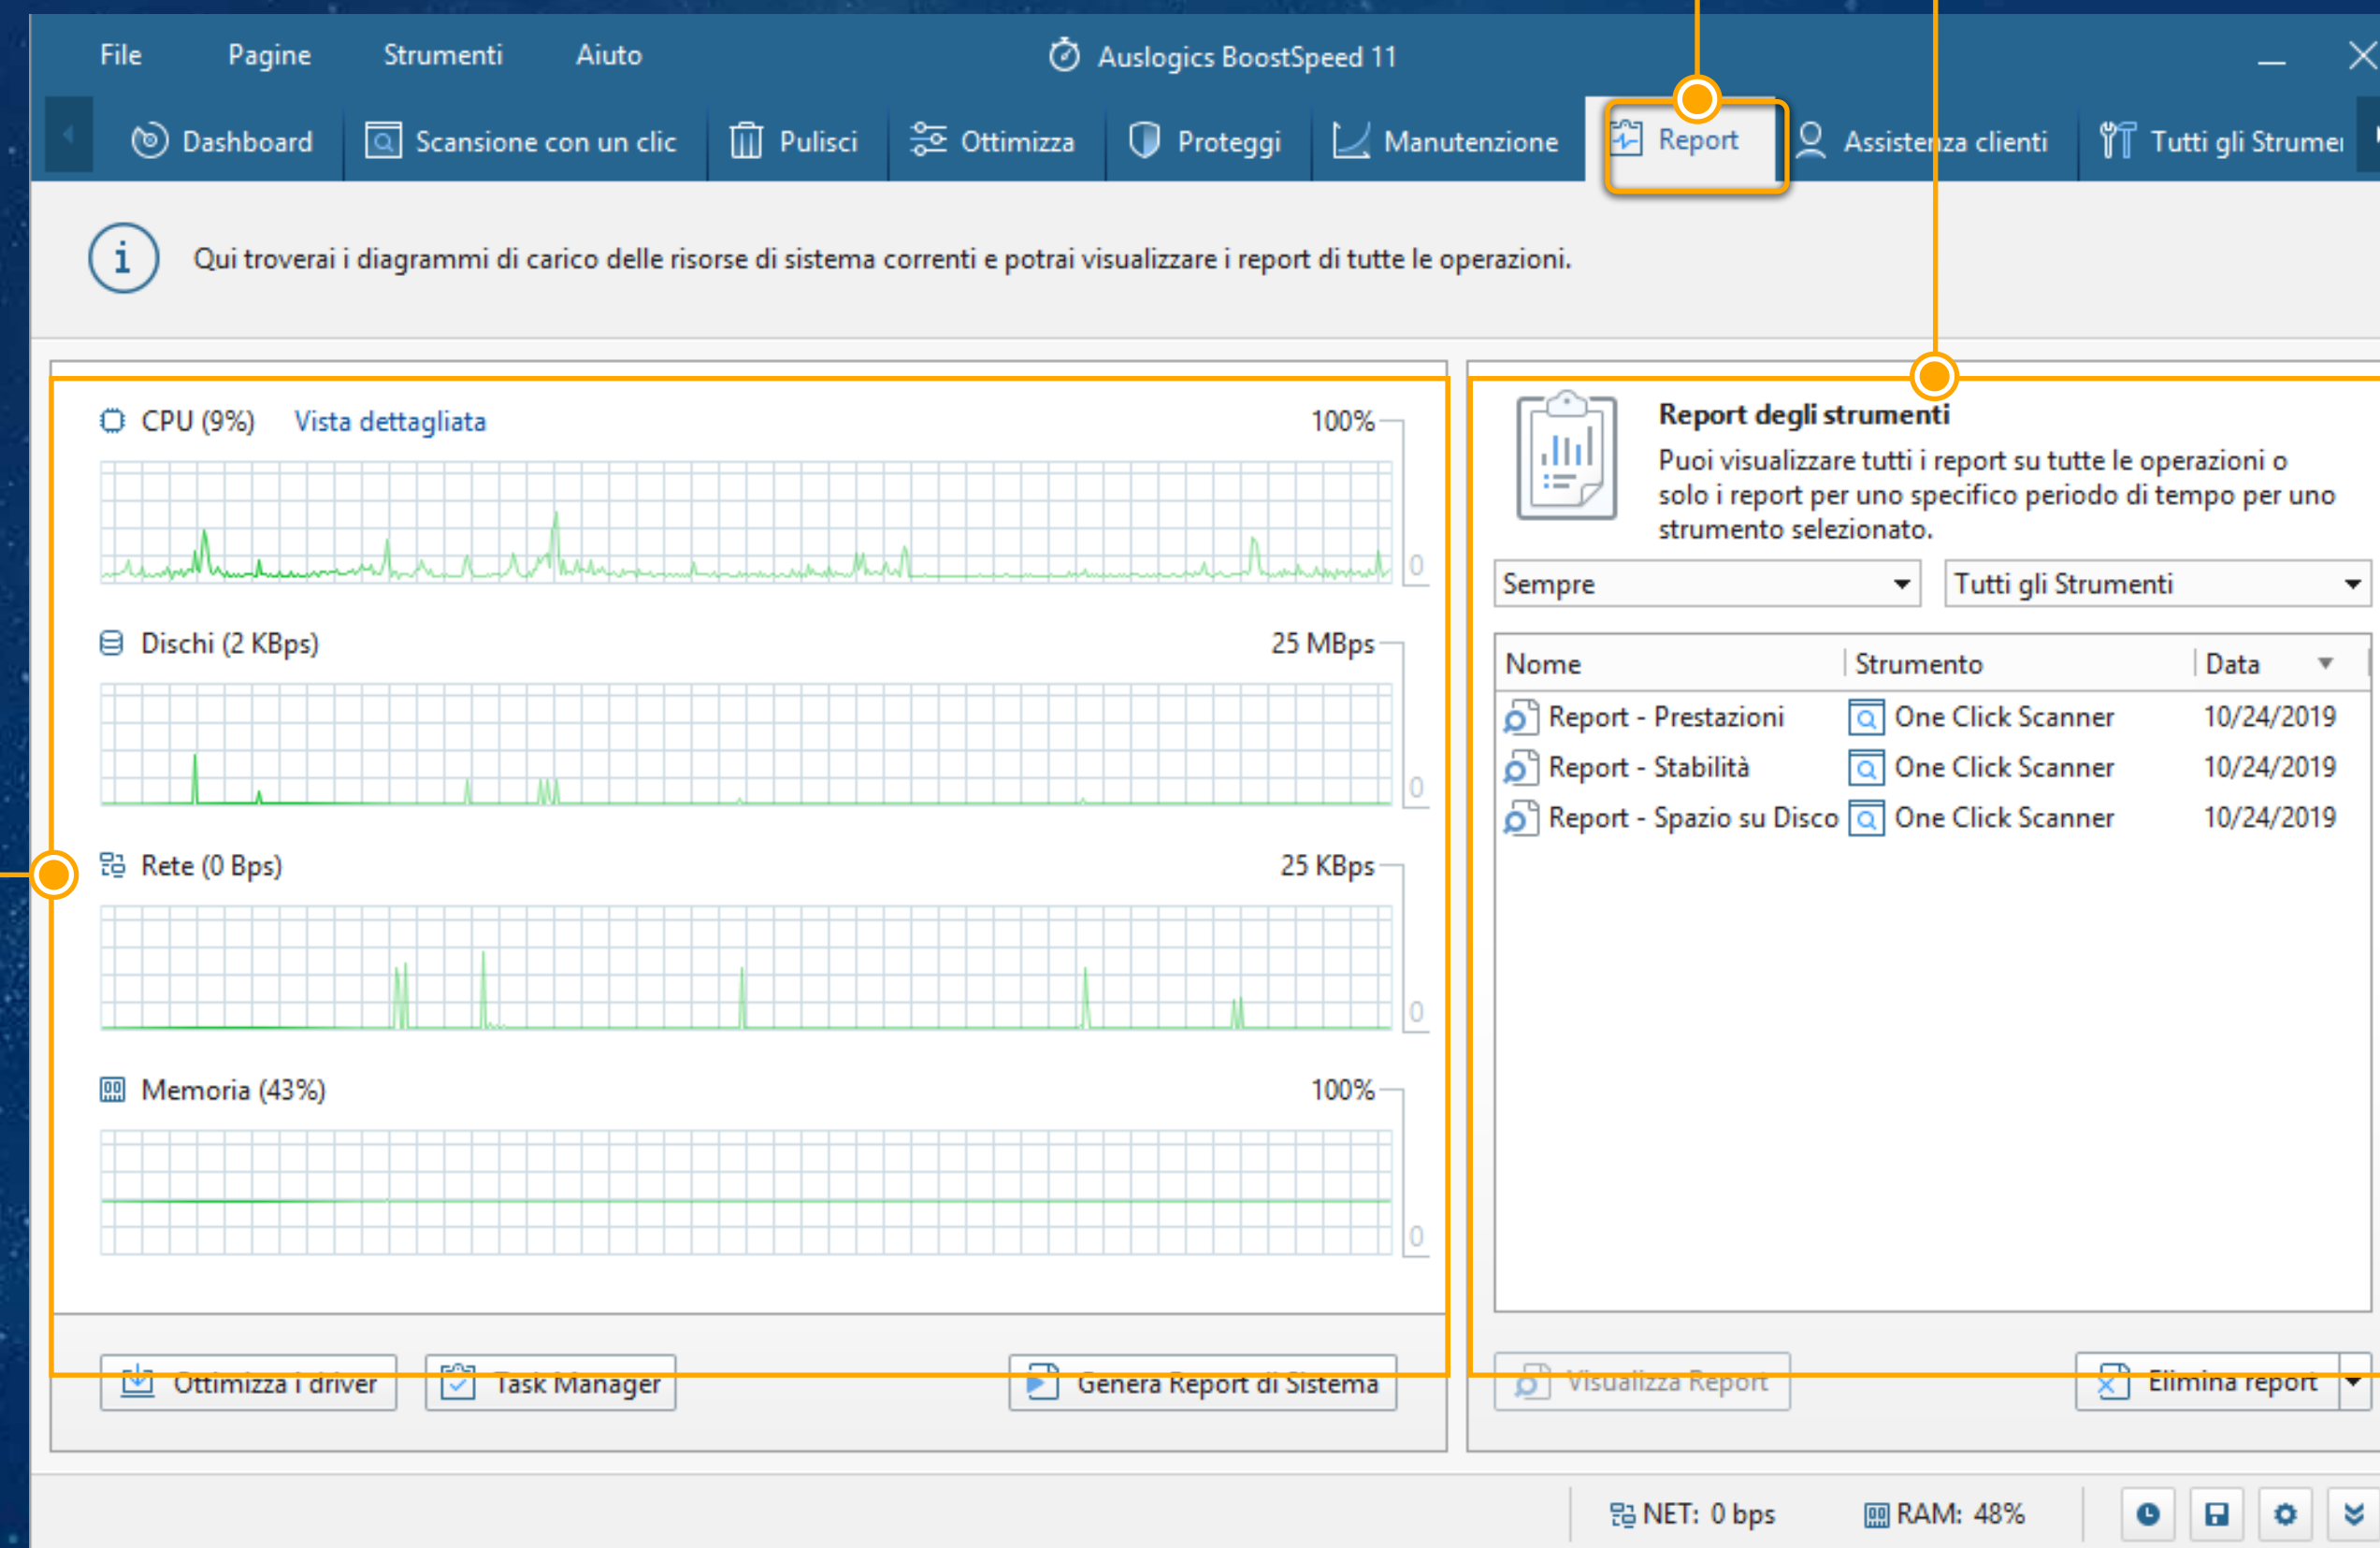 File Pagine Strumenti Aiuto Auslogics BoostSpeed 11
Dashboard Scansione con un clic Pulisci Ottimizza Proteggi Manutenzione Report Assistenza clienti Tutti gli Strumer
Qui troverai i diagrammi di carico delle risorse di sistema correnti e potrai visualizzare i report di tutte le operazioni.
CPU (9%) Vista dettagliata 100%
0
Dischi (2 KBps) 25 MBps
0
Rete (0 Bps) 25 KBps
0
Memoria (43%) 100%
0
Ottimizza i driver Task Manager Genera Report di Sistema
Report degli strumenti
Puoi visualizzare tutti i report su tutte le operazioni o
solo i report per uno specifico periodo di tempo per uno
strumento selezionato.
Sempre Tutti gli Strumenti
Nome Strumento Data
Report - Prestazioni One Click Scanner 10/24/2019
Report - Stabilità One Click Scanner 10/24/2019
Report - Spazio su Disco One Click Scanner 10/24/2019
Visualizza Report Elimina report
NET: 0 bps RAM: 48%